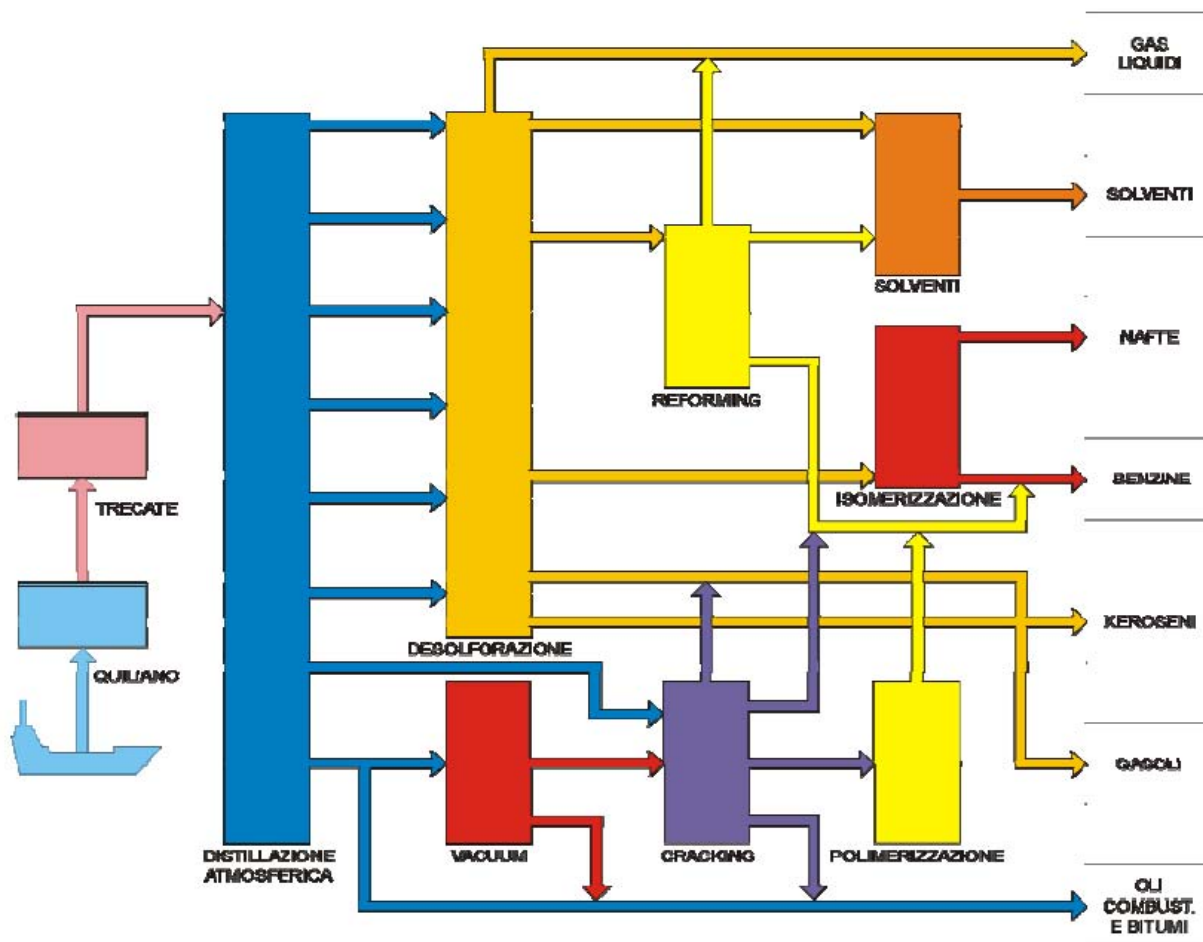 GAS
LIQUIDI
SOLVENTI
SOLVENTI
NAFTE
REFORMING
BENZINE
ISOMERIZZAZIONE
TRECATE
KEROSENI
DESOLFORAZIONE
QUILIANO
GASOLI
DISTILLAZIONE
ATMOSFERICA
VACUUM
CRACKING
POLIMERIZZAZIONE
OLI
COMBUST.
E BITUMI